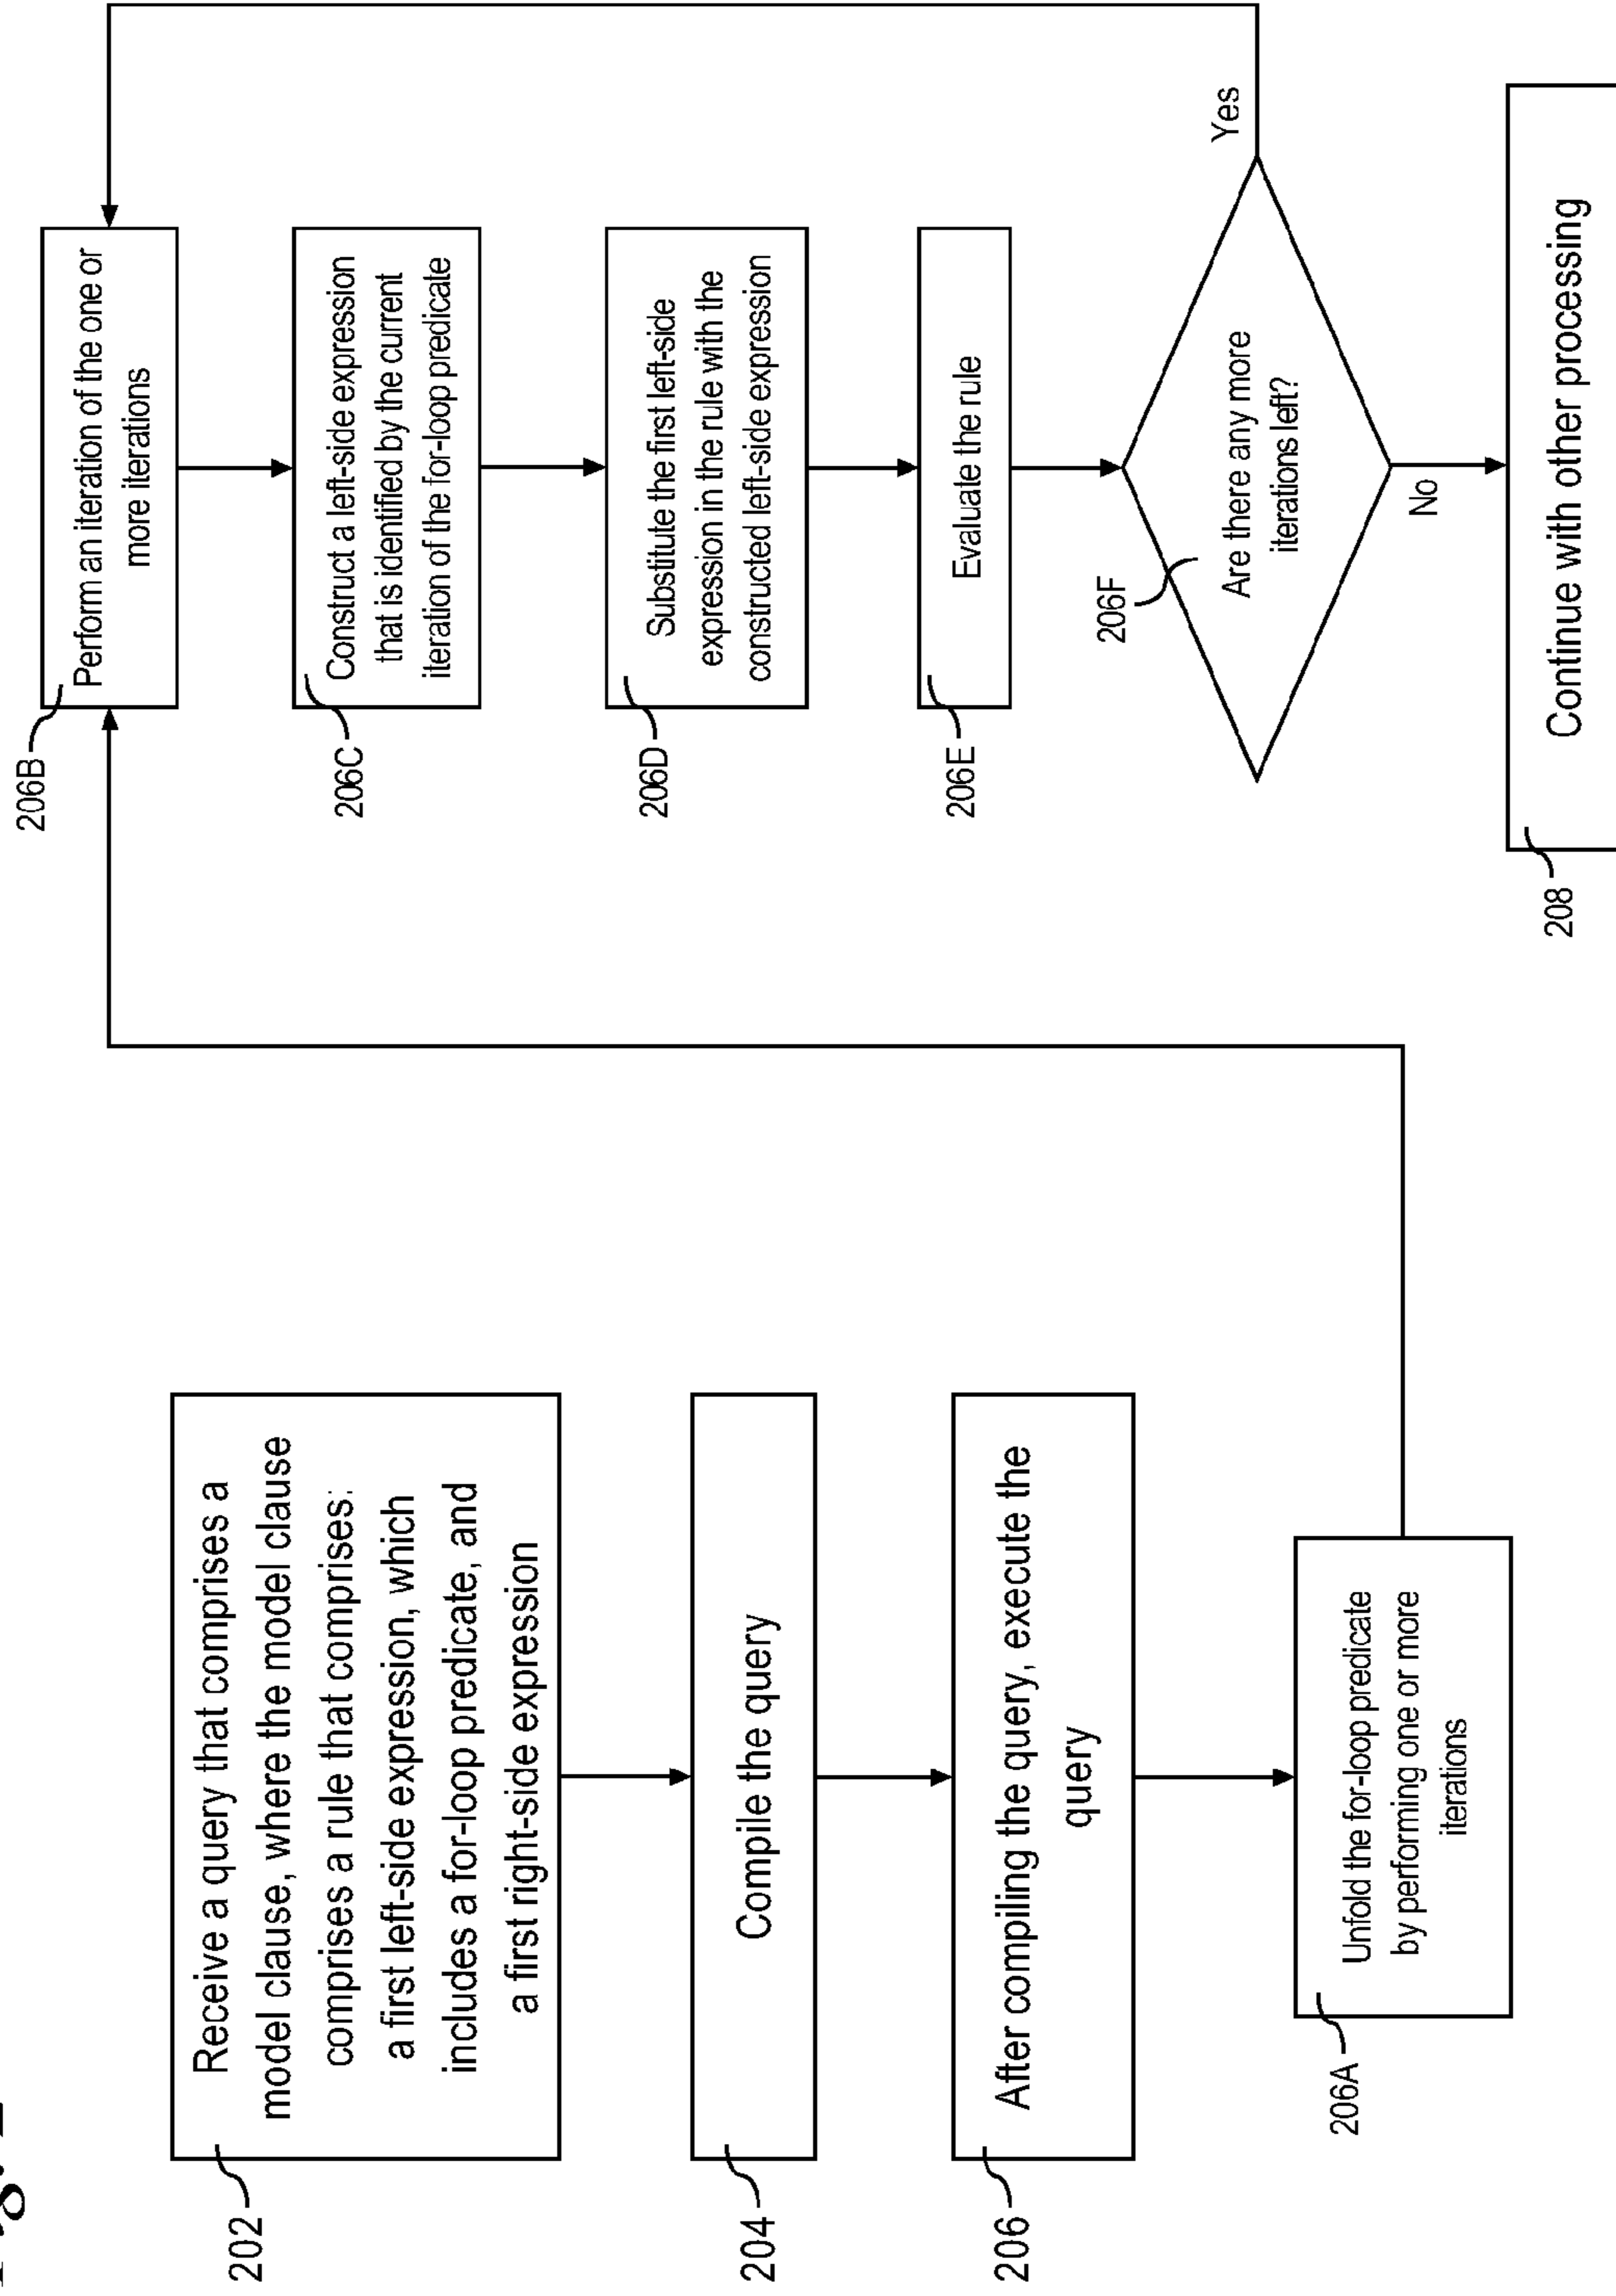 202
Receive a query that comprises a
model clause, where the model clause
comprises a rule that comprises:
a first left-side expression, which
includes a for-loop predicate, and
a first right-side expression
204
Compile the query
206
After compiling the query, execute the
query
206A
Unfold the for-loop predicate
by performing one or more
iterations
206B
Perform an iteration of the one or
more iterations
206C
Construct a left-side expression
that is identified by the current
iteration of the for-loop predicate
206D
Substitute the first left-side
expression in the rule with the
constructed left-side expression
206E
Evaluate the rule
206F
Are there any more
iterations left?
Yes
No
208
Continue with other processing